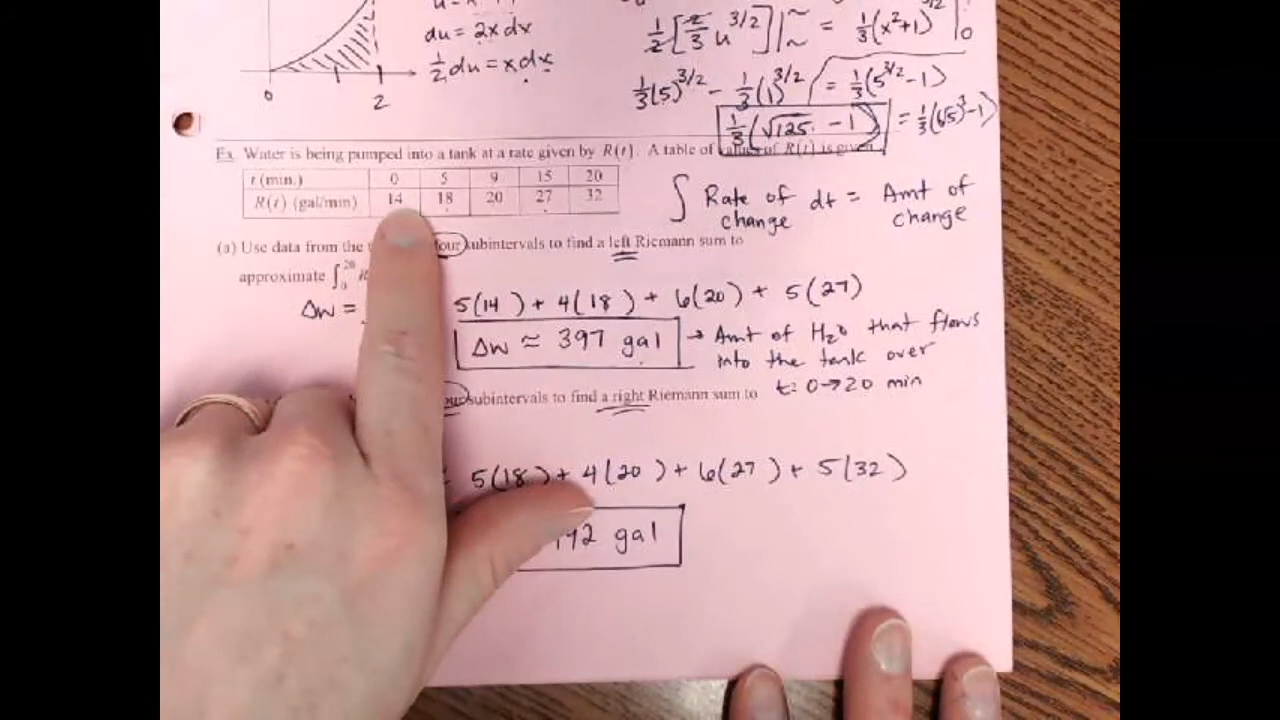 du = 2x dx
1/2 du = x dx
0 2
1/2 [2/3 u^3/2] | = 1/3 (x²+1)^3/2 | 0
1/3 (5)^3/2 - 1/3 (1)^3/2 = 1/3 (5^3/2 - 1)
1/3 (√125 - 1) = 1/3 (√5³ - 1)
Ex. Water is being pumped into a tank at a rate given by R(t). A table of values of R(t) is given
t (min.) 0 5 9 15 20
R(t) (gal/min) 14 18 20 27 32
∫ Rate of change dt = Amt of change
(a) Use data from the four subintervals to find a left Riemann sum to
approximate ∫ 20 0
Δw = 5(14) + 4(18) + 6(20) + 5(27)
Δw ≈ 397 gal → Amt of H₂O that flows
into the tank over
t: 0→20 min
subintervals to find a right Riemann sum to
5(18) + 4(20) + 6(27) + 5(32)
92 gal